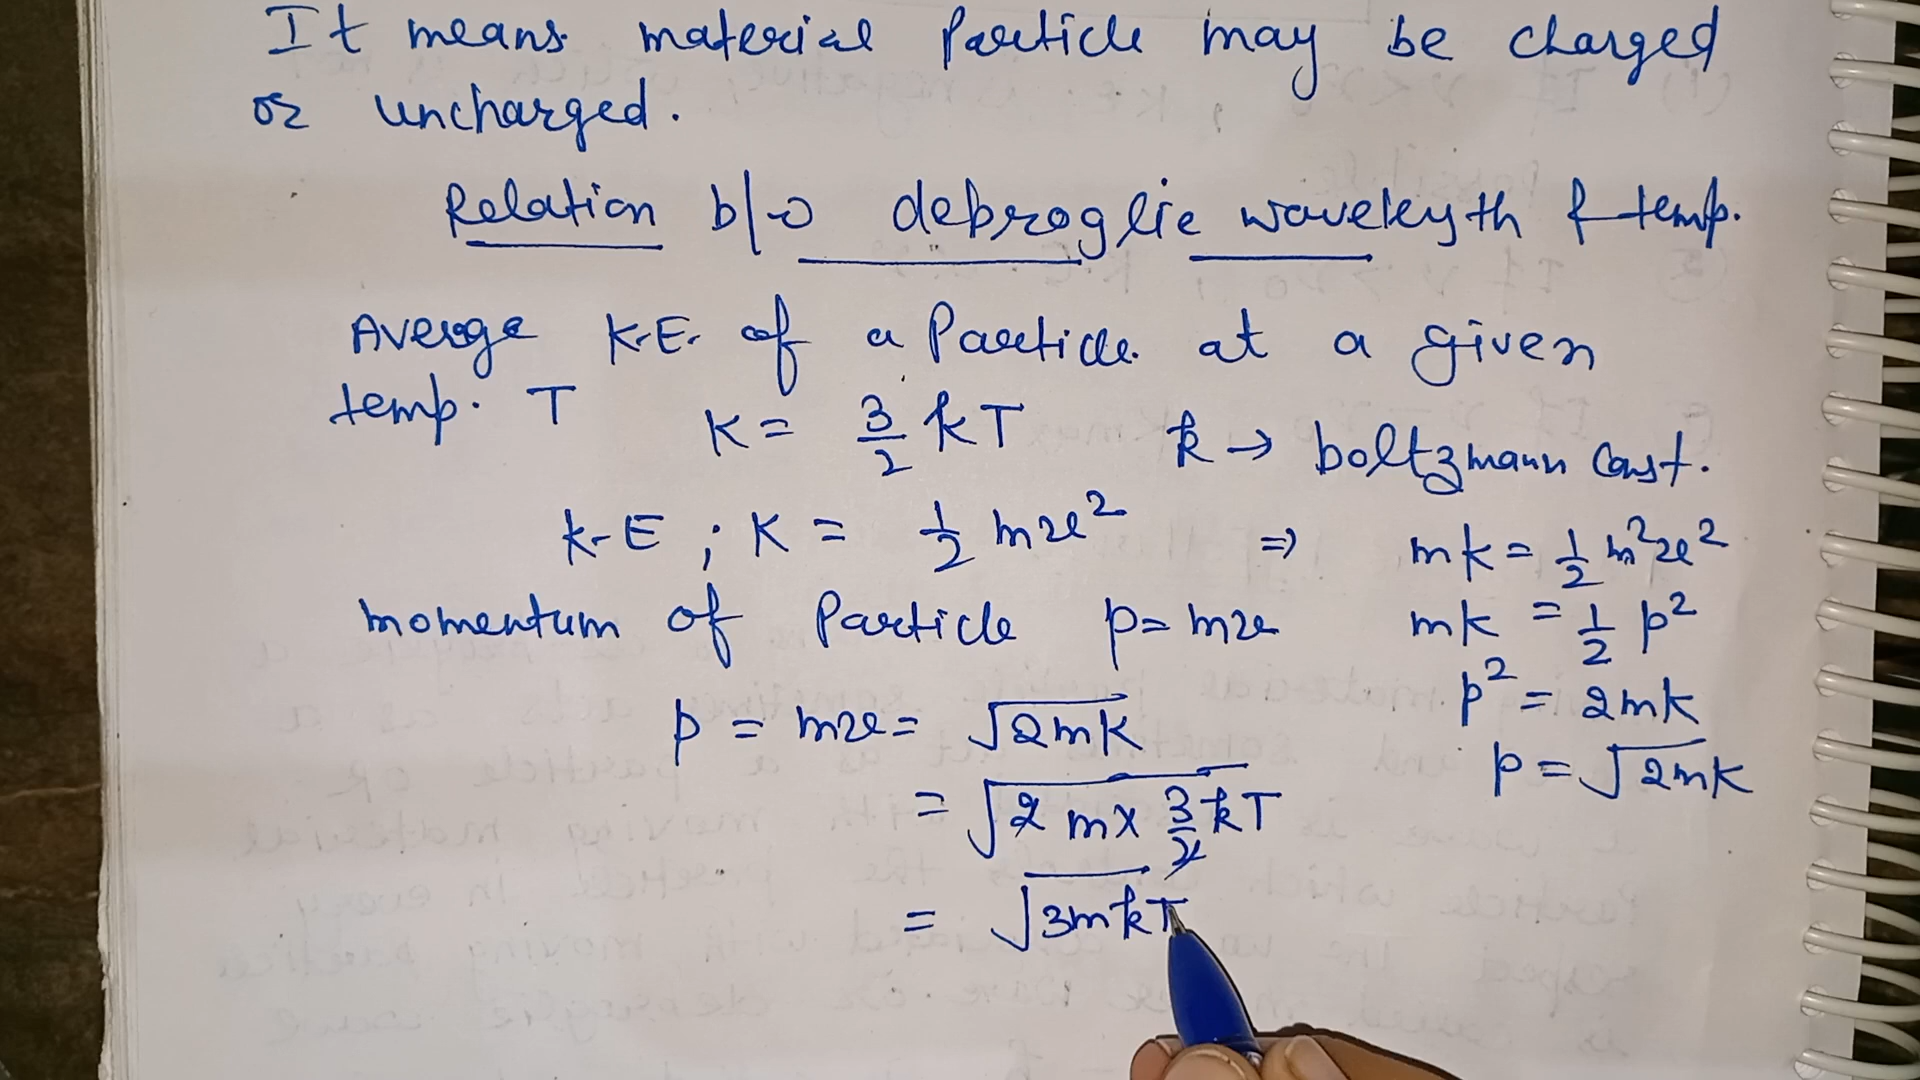 It means material Particle may be charged
or uncharged.
Relation b/w debroglie wavelength & temp.
Average K.E. of a Particle at a given
temp. T
K = 3/2 kT k → boltzmann Const.
K-E ; K = 1/2 mv² ⇒ mK = 1/2 m²v²
momentum of Particle p = mv mK = 1/2 p²
p² = 2mK
p = mv = √2mK p = √2mK
= √2 m x 3/2 kT
= √3mkT